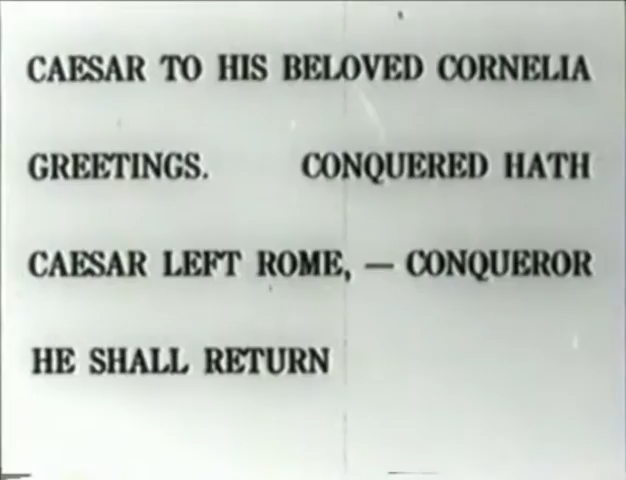 CAESAR TO HIS BELOVED CORNELIA
GREETINGS. CONQUERED HATH
CAESAR LEFT ROME, — CONQUEROR
HE SHALL RETURN